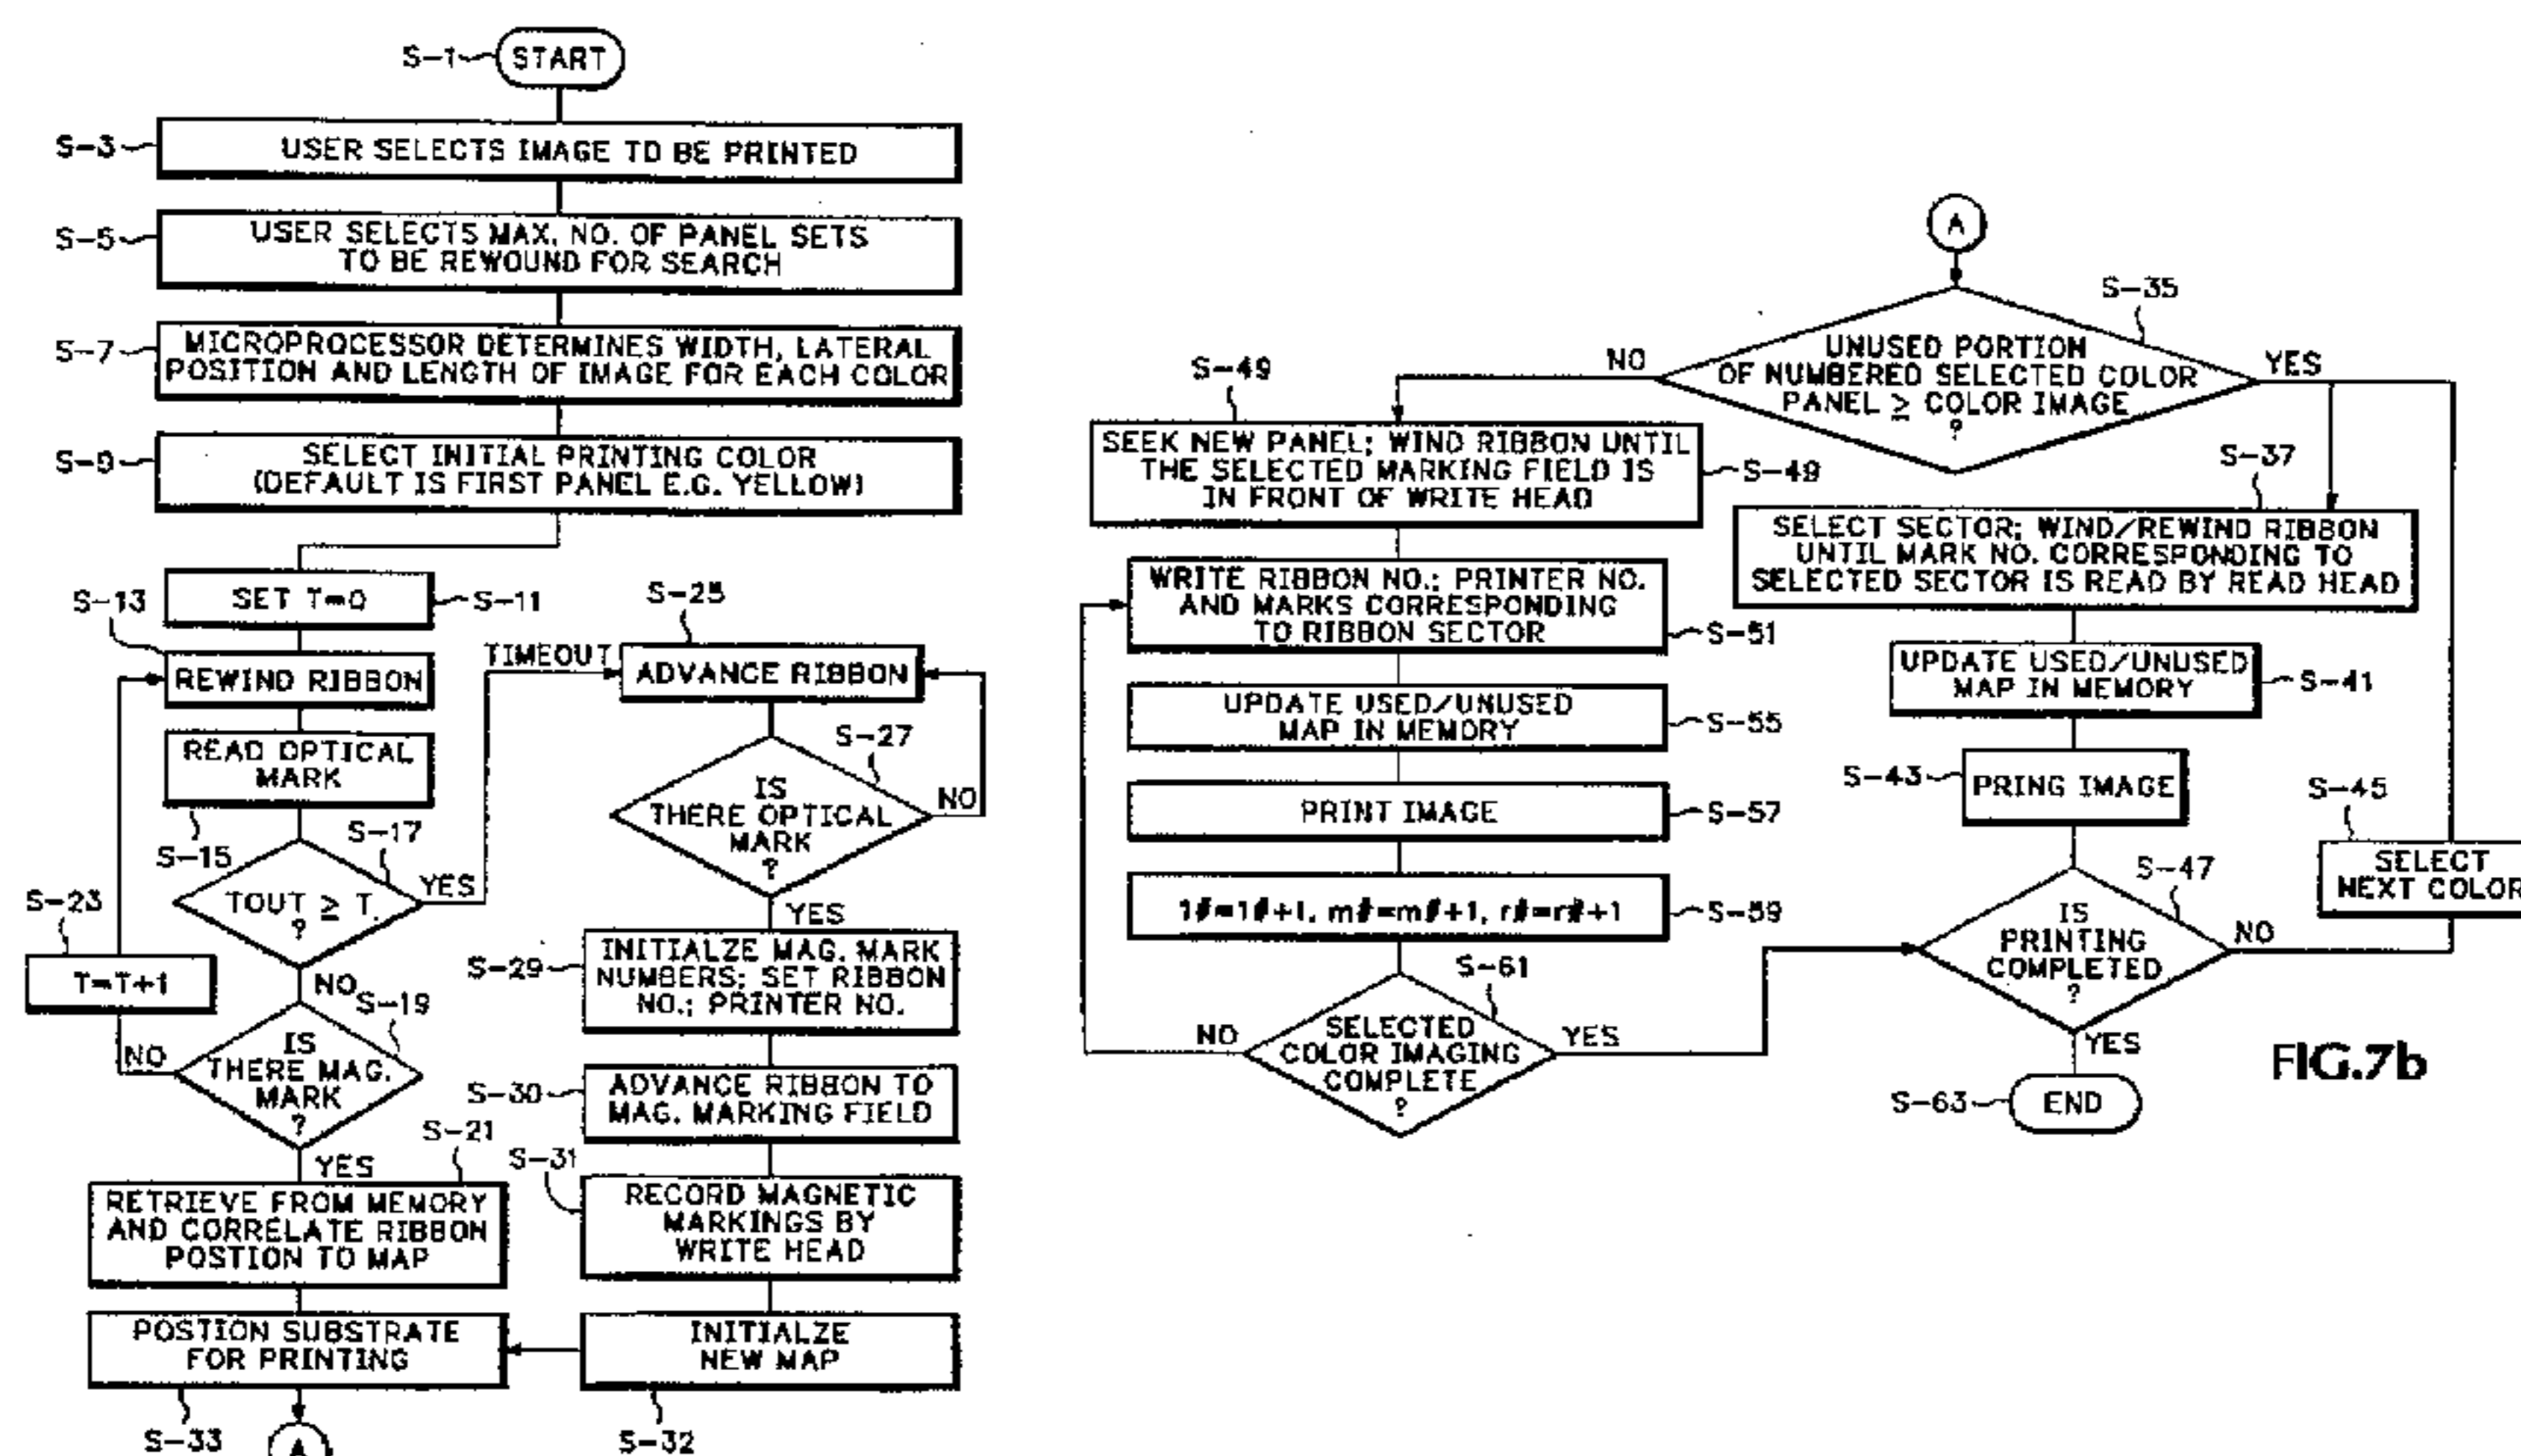 S-1
START
S-3
USER SELECTS IMAGE TO BE PRINTED
S-5
USER SELECTS MAX. NO. OF PANEL SETS
TO BE REWOUND FOR SEARCH
S-7
MICROPROCESSOR DETERMINES WIDTH, LATERAL
POSITION AND LENGTH OF IMAGE FOR EACH COLOR
S-9
SELECT INITIAL PRINTING COLOR
(DEFAULT IS FIRST PANEL E.G. YELLOW)
S-13
SET T=0
S-11
REWIND RIBBON
READ OPTICAL
MARK
S-15
S-17
TOUT ≥ T
?
YES
TIMEOUT
NO
S-23
T=T+1
S-19
IS
THERE MAG.
MARK
?
NO
YES
S-21
RETRIEVE FROM MEMORY
AND CORRELATE RIBBON
POSTION TO MAP
POSTION SUBSTRATE
FOR PRINTING
S-33
A
S-25
ADVANCE RIBBON
S-27
IS
THERE OPTICAL
MARK
?
NO
YES
S-29
INITIALZE MAG. MARK
NUMBERS; SET RIBBON
NO.; PRINTER NO.
S-30
ADVANCE RIBBON TO
MAG. MARKING FIELD
S-31
RECORD MAGNETIC
MARKINGS BY
WRITE HEAD
INITIALZE
NEW MAP
S-32
A
S-35
UNUSED PORTION
OF NUMBERED SELECTED COLOR
PANEL ≥ COLOR IMAGE
?
NO
YES
S-49
SEEK NEW PANEL; WIND RIBBON UNTIL
THE SELECTED MARKING FIELD IS
IN FRONT OF WRITE HEAD
S-49
WRITE RIBBON NO.; PRINTER NO.
AND MARKS CORRESPONDING
TO RIBBON SECTOR
S-51
UPDATE USED/UNUSED
MAP IN MEMORY
S-55
PRINT IMAGE
S-57
1#=1#+1, m#=m#+1, r#=r#+1
S-59
S-61
SELECTED
COLOR IMAGING
COMPLETE
?
NO
YES
S-37
SELECT SECTOR; WIND/REWIND RIBBON
UNTIL MARK NO. CORRESPONDING TO
SELECTED SECTOR IS READ BY READ HEAD
UPDATE USED/UNUSED
MAP IN MEMORY
S-41
S-43
PRING IMAGE
S-45
SELECT
NEXT COLOR
S-47
IS
PRINTING
COMPLETED
?
NO
YES
S-63
END
FIG.7b